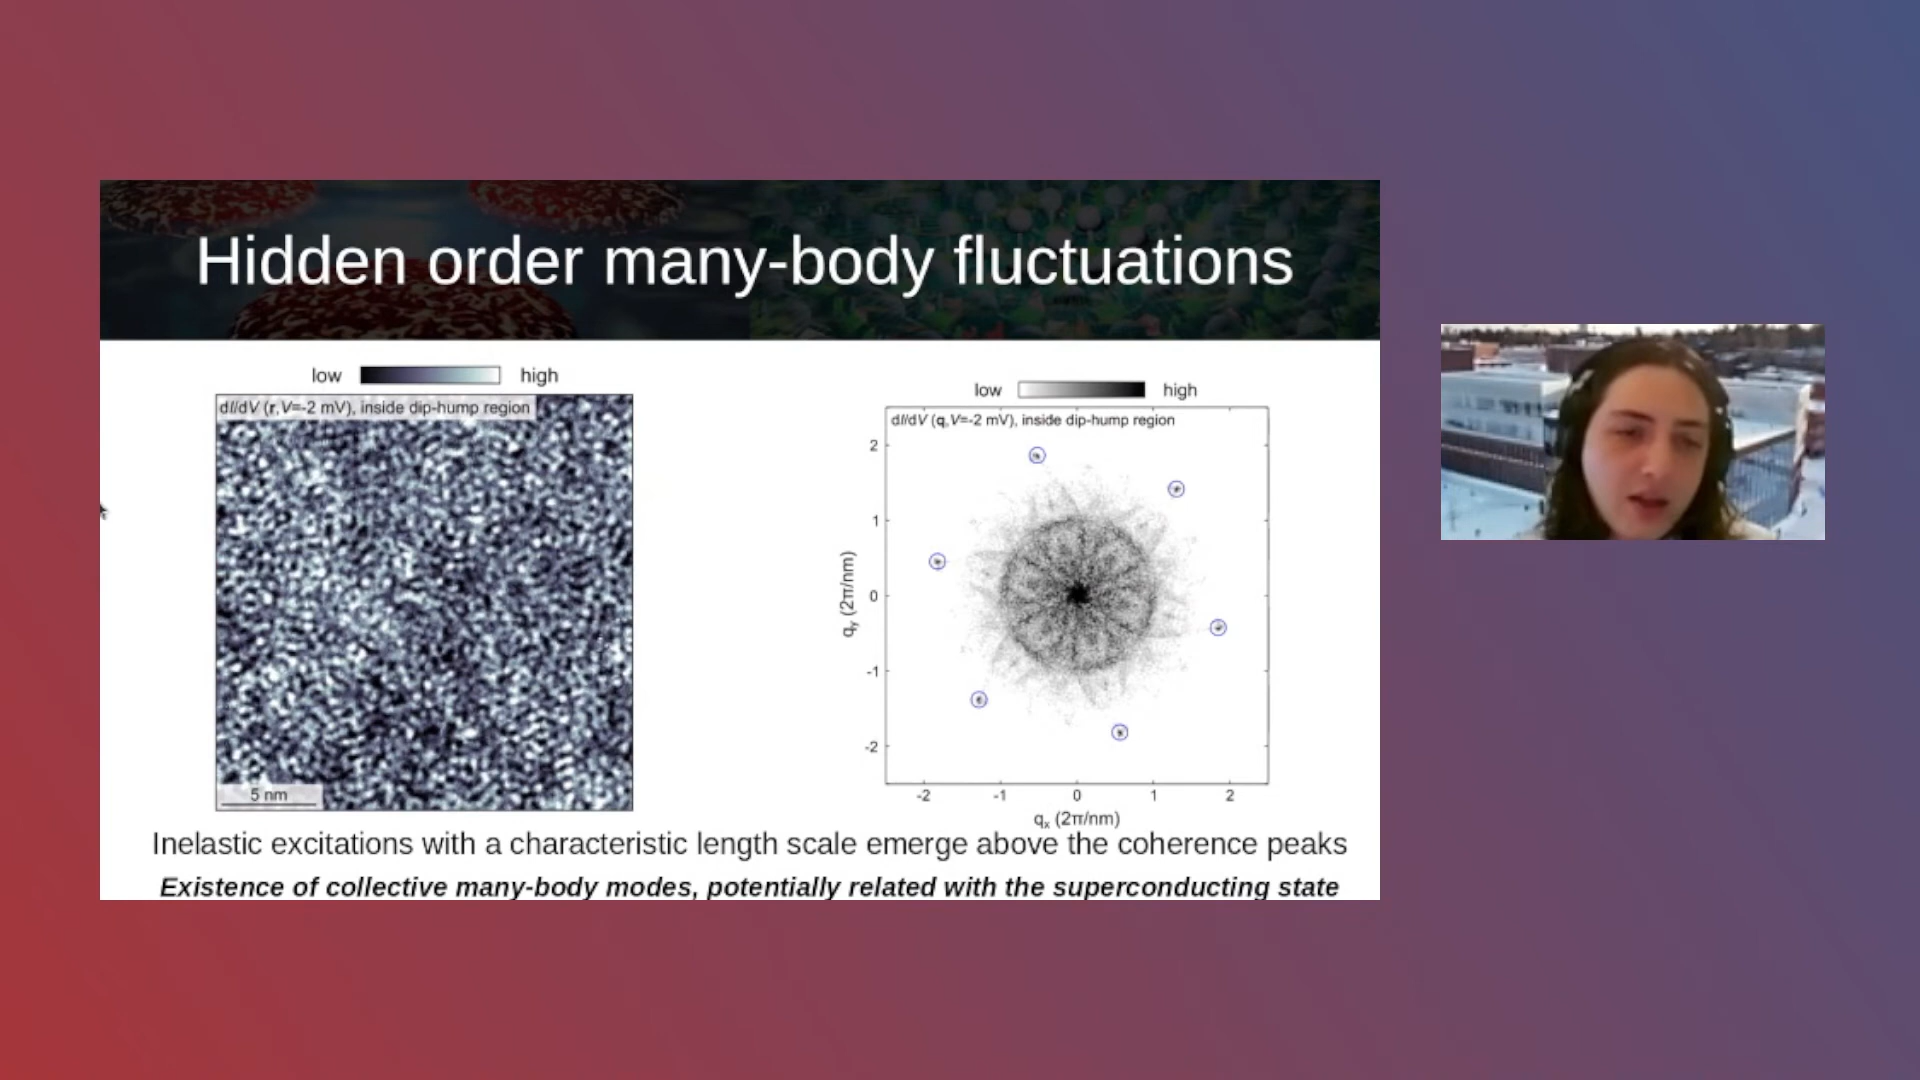 Hidden order many-body fluctuations
low high
dI/dV (r,V=-2 mV), inside dip-hump region
5 nm
low high
dI/dV (q,V=-2 mV), inside dip-hump region
2
1
0
-1
-2
qy (2π/nm)
-2 -1 0 1 2
qx (2π/nm)
Inelastic excitations with a characteristic length scale emerge above the coherence peaks
Existence of collective many-body modes, potentially related with the superconducting state